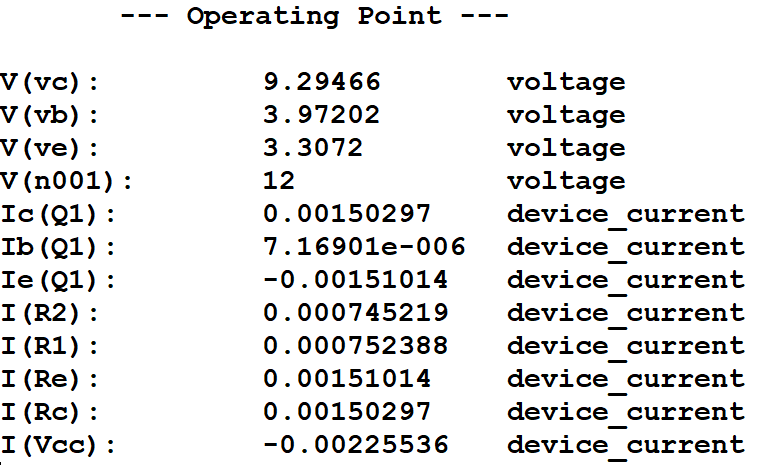 --- Operating Point ---
V(vc): 9.29466 voltage
V(vb): 3.97202 voltage
V(ve): 3.3072 voltage
V(n001): 12 voltage
Ic(Q1): 0.00150297 device_current
Ib(Q1): 7.16901e-006 device_current
Ie(Q1): -0.00151014 device_current
I(R2): 0.000745219 device_current
I(R1): 0.000752388 device_current
I(Re): 0.00151014 device_current
I(Rc): 0.00150297 device_current
I(Vcc): -0.00225536 device_current